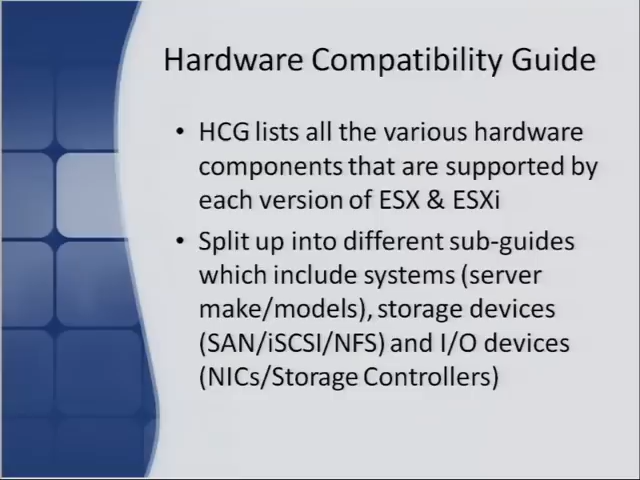 Hardware Compatibility Guide
• HCG lists all the various hardware
components that are supported by
each version of ESX & ESXi
• Split up into different sub-guides
which include systems (server
make/models), storage devices
(SAN/iSCSI/NFS) and I/O devices
(NICs/Storage Controllers)